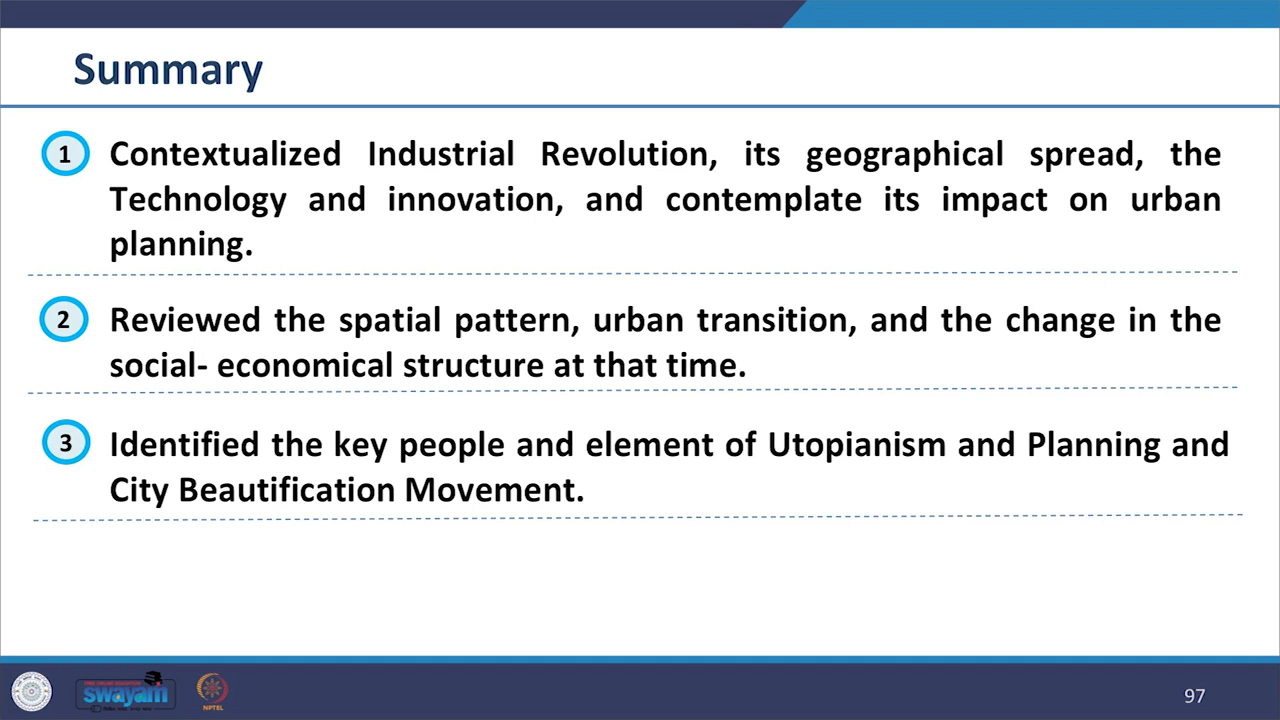 Summary
1 Contextualized Industrial Revolution, its geographical spread, the
Technology and innovation, and contemplate its impact on urban
planning.
2 Reviewed the spatial pattern, urban transition, and the change in the
social- economical structure at that time.
3 Identified the key people and element of Utopianism and Planning and
City Beautification Movement.
swayam
NPTEL
97